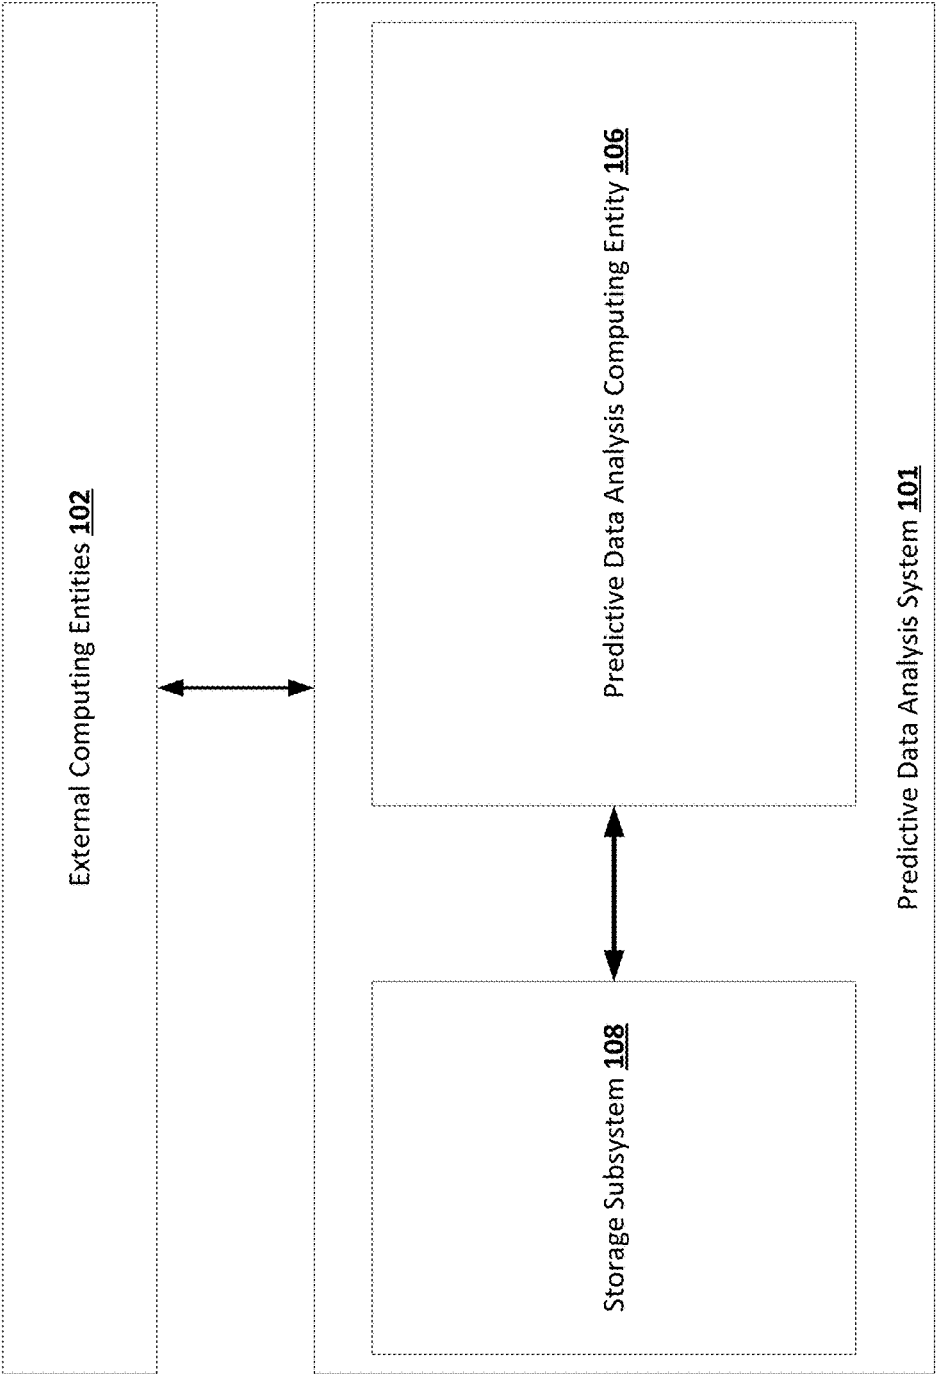 External Computing Entities 102
Storage Subsystem 108
Predictive Data Analysis Computing Entity 106
Predictive Data Analysis System 101